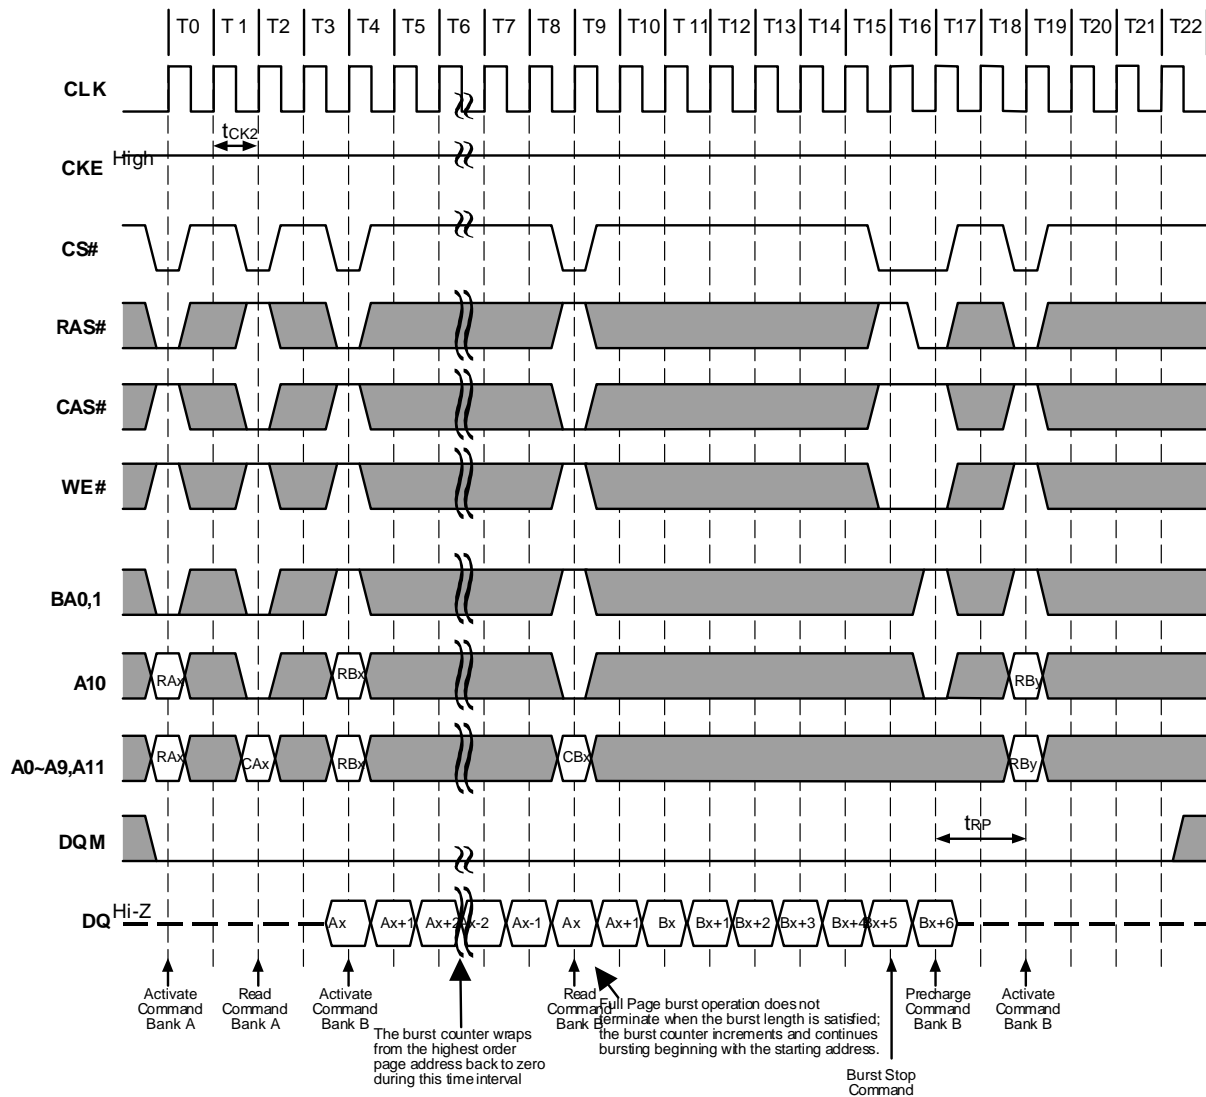 T0 T 1 T2 T3 T4 T5 T6 T7 T8 T9 T10 T 11 T12 T13 T14 T15 T16 T17 T18 T19 T20 T21 T22
CLK
tCK2
CKE High
CS#
RAS#
CAS#
WE#
BA0,1
A10 RAx RBx RBy
A0~A9,A11 RAx CAx RBx CBx RBy
DQM tRP
DQ Hi-Z Ax Ax+1 Ax+2 Ax-2 Ax-1 Ax Ax+1 Bx Bx+1 Bx+2 Bx+3 Bx+4 Bx+5 Bx+6
Activate
Command
Bank A
Read
Command
Bank A
Activate
Command
Bank B
The burst counter wraps
from the highest order
page address back to zero
during this time interval
Read
Command
Bank B
Full Page burst operation does not
terminate when the burst length is satisfied;
the burst counter increments and continues
bursting beginning with the starting address.
Burst Stop
Command
Precharge
Command
Bank B
Activate
Command
Bank B